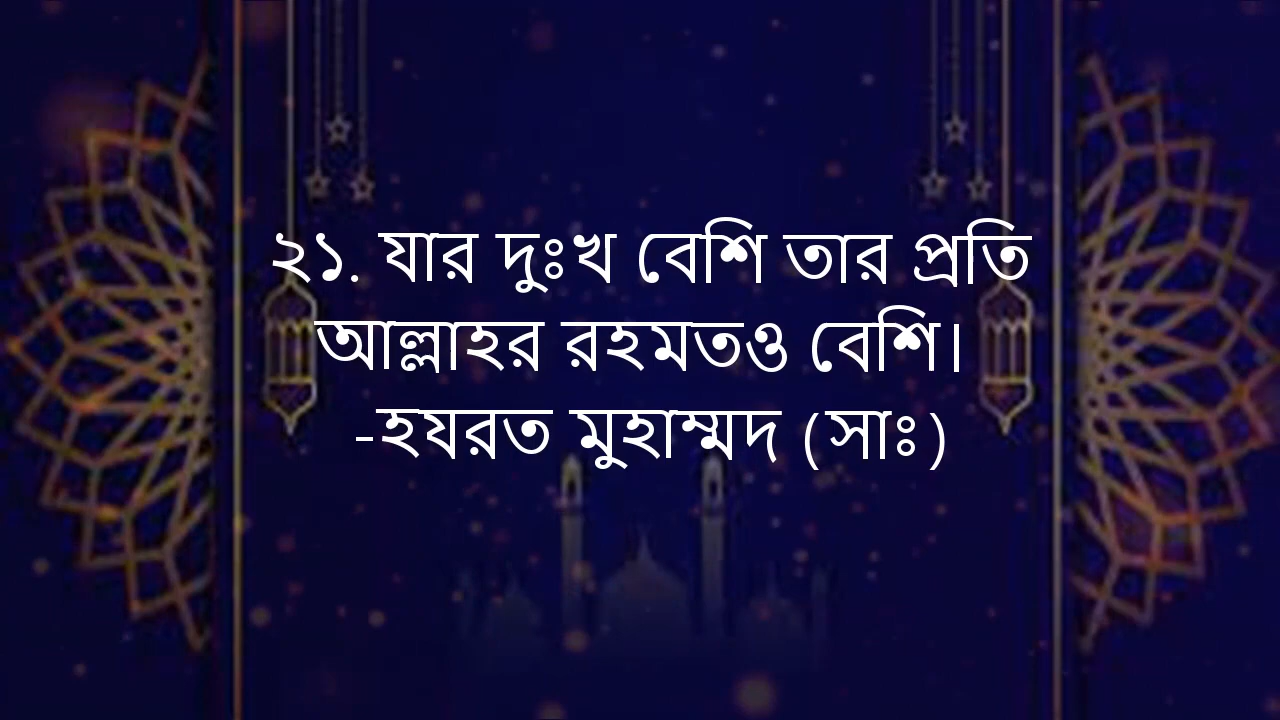 ২১. যার দুঃখ বেশি তার প্রতি
আল্লাহর রহমতও বেশি।
-হযরত মুহাম্মদ (সাঃ)